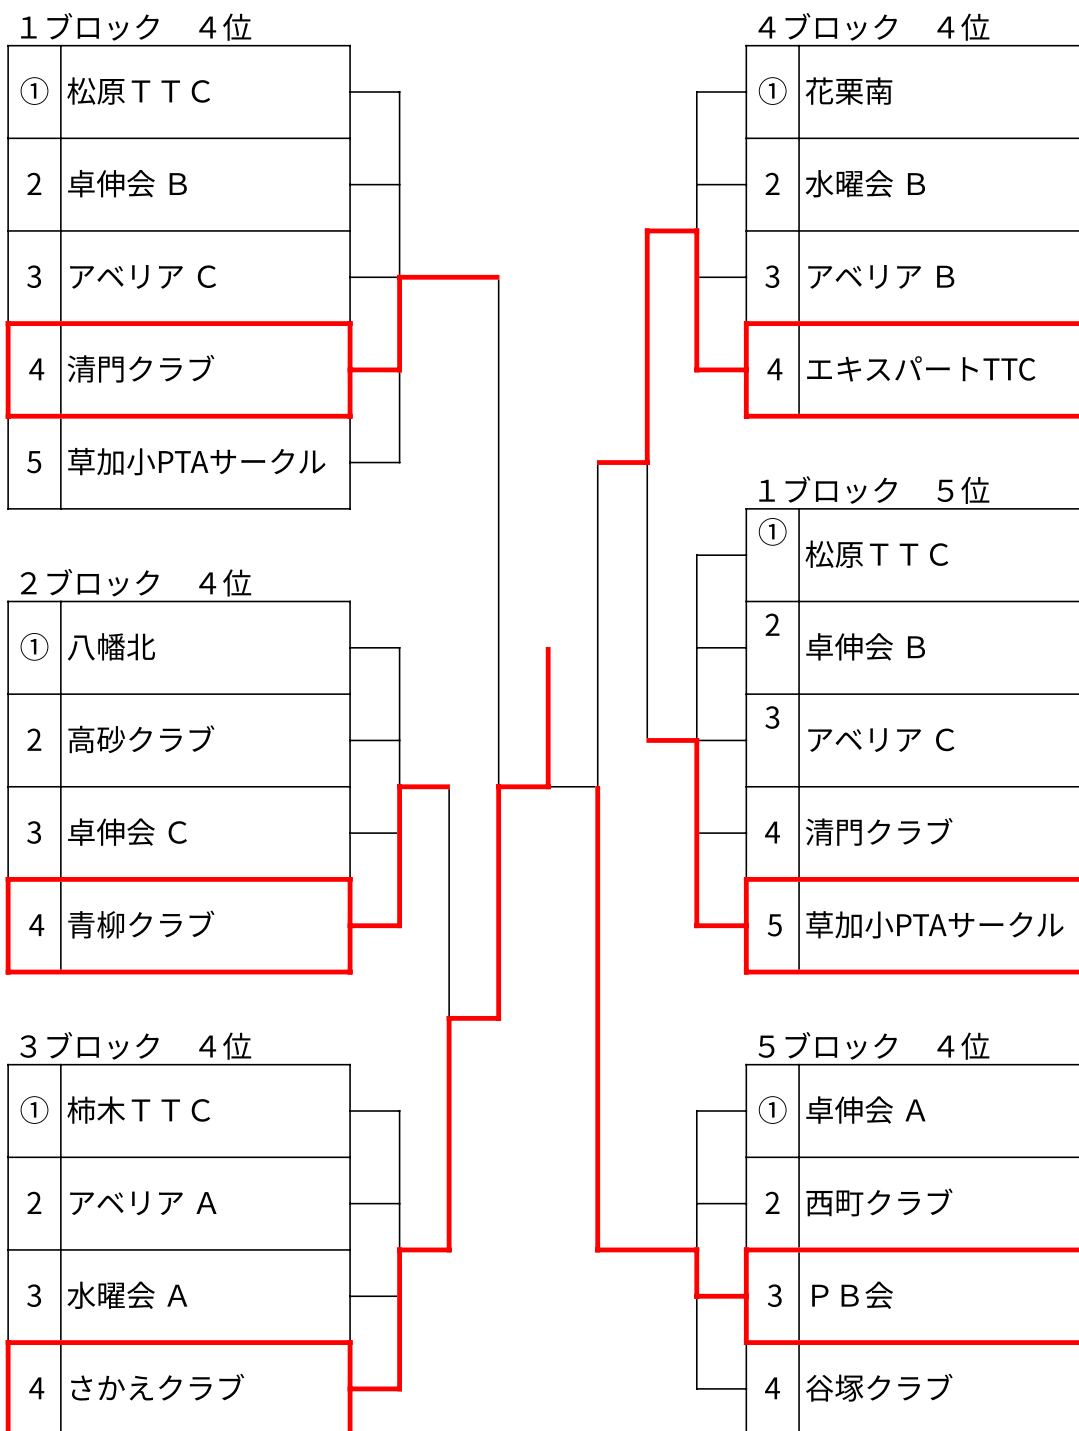 １ブロック　４位
① 松原ＴＴＣ
2 卓伸会 Ｂ
3 アベリア Ｃ
4 清門クラブ
5 草加小PTAサークル
２ブロック　４位
① 八幡北
2 高砂クラブ
3 卓伸会 Ｃ
4 青柳クラブ
３ブロック　４位
① 柿木ＴＴＣ
2 アベリア Ａ
3 水曜会 Ａ
4 さかえクラブ
４ブロック　４位
① 花栗南
2 水曜会 Ｂ
3 アベリア Ｂ
4 エキスパートTTC
１ブロック　５位
① 松原ＴＴＣ
2 卓伸会 Ｂ
3 アベリア Ｃ
4 清門クラブ
5 草加小PTAサークル
５ブロック　４位
① 卓伸会 Ａ
2 西町クラブ
3 ＰＢ会
4 谷塚クラブ